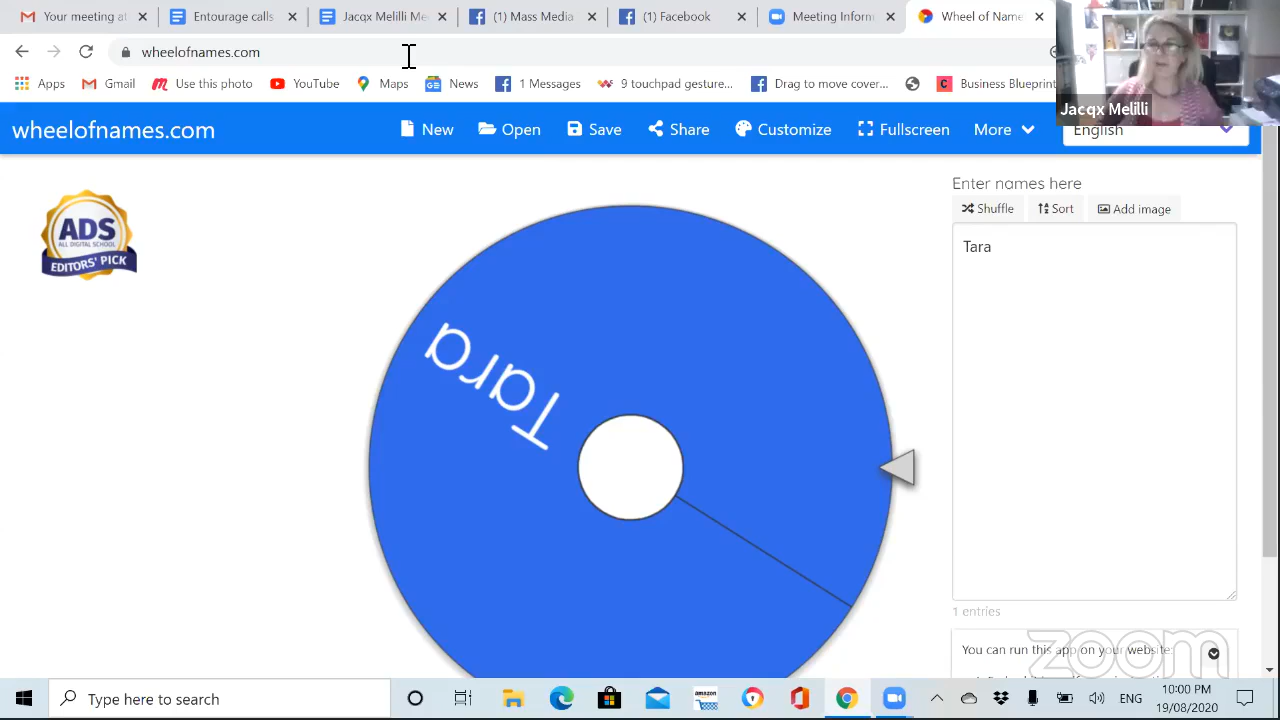 Your meeting at
Entourage calls
Jacqx Melilli Me
(1) Mass Media
(1) Facebook
Meeting Inform
Wheel of Name
wheelofnames.com
Apps
Gmail
Use this photo
YouTube
Maps
News
1 Messages
9 touchpad gesture...
Drag to move cover...
Business Blueprint
Jacqx Melilli
wheelofnames.com
New
Open
Save
Share
Customize
Fullscreen
More
English
ADS
ALL DIGITAL SCHOOL
EDITORS' PICK
Enter names here
Shuffle
Sort
Add image
Tara
Tara
1 entries
You can run this app on your website
zoom
Type here to search
amazon
ENG
10:00 PM
19/08/2020